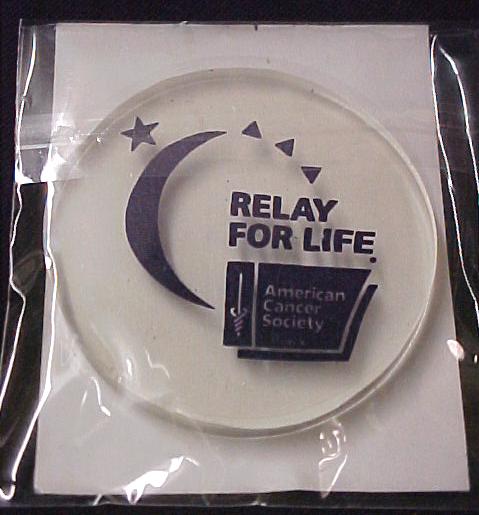 RELAY
FOR LIFE.
American
Cancer
Society